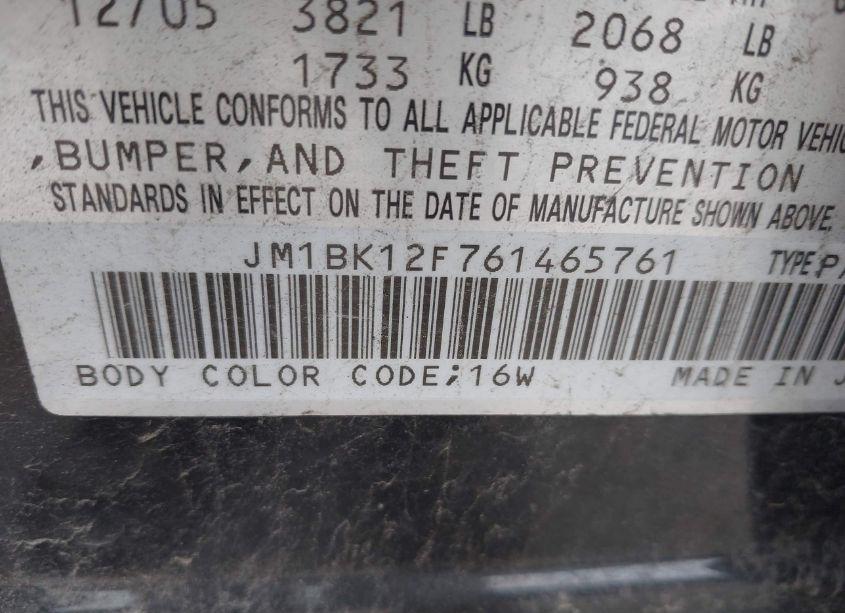 12/05 3821 LB 2068 LB
1733 KG 938 KG
THIS VEHICLE CONFORMS TO ALL APPLICABLE FEDERAL MOTOR VEHIC
,BUMPER,AND THEFT PREVENTION
STANDARDS IN EFFECT ON THE DATE OF MANUFACTURE SHOWN ABOVE.
JM1BK12F761465761 TYPE:PA
BODY COLOR CODE;16W MADE IN J